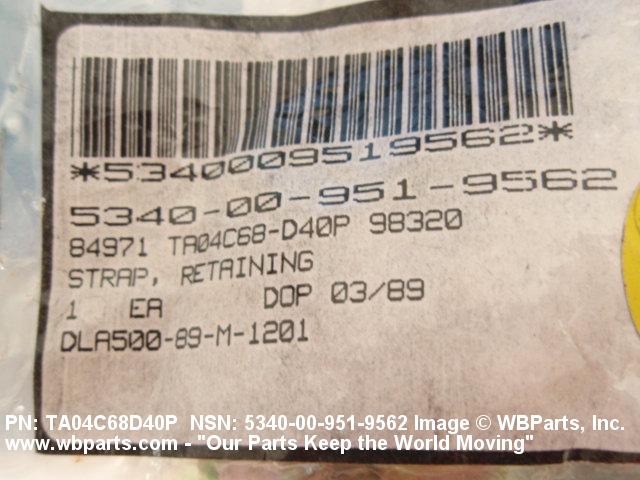 *5340009519562*
5340-00-951-9562
84971 TA04C68-D40P 98320
STRAP, RETAINING
1 EA DOP 03/89
DLA500-89-M-1201
PN: TA04C68D40P NSN: 5340-00-951-9562 Image © WBParts, Inc.
www.wbparts.com - "Our Parts Keep the World Moving"